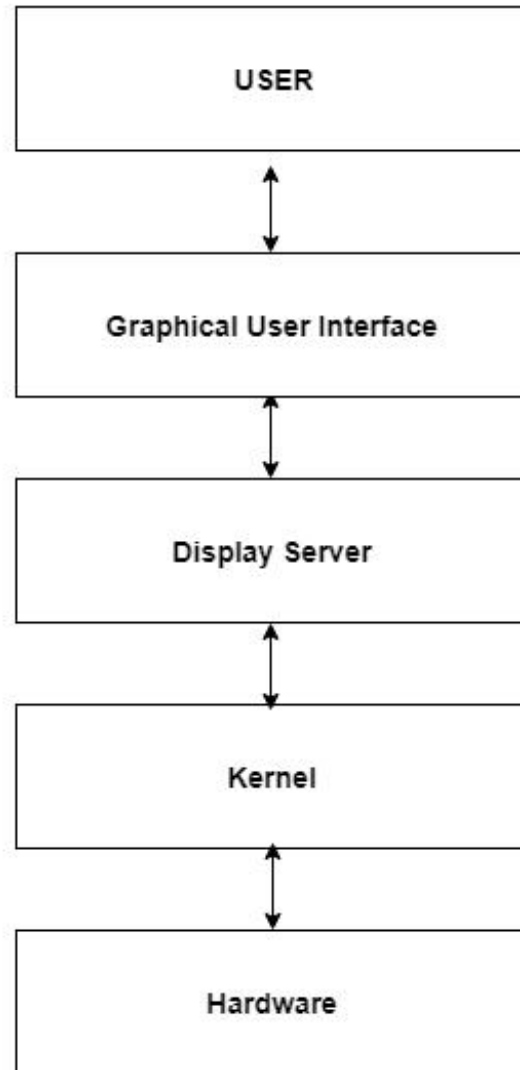 USER
Graphical User Interface
Display Server
Kernel
Hardware